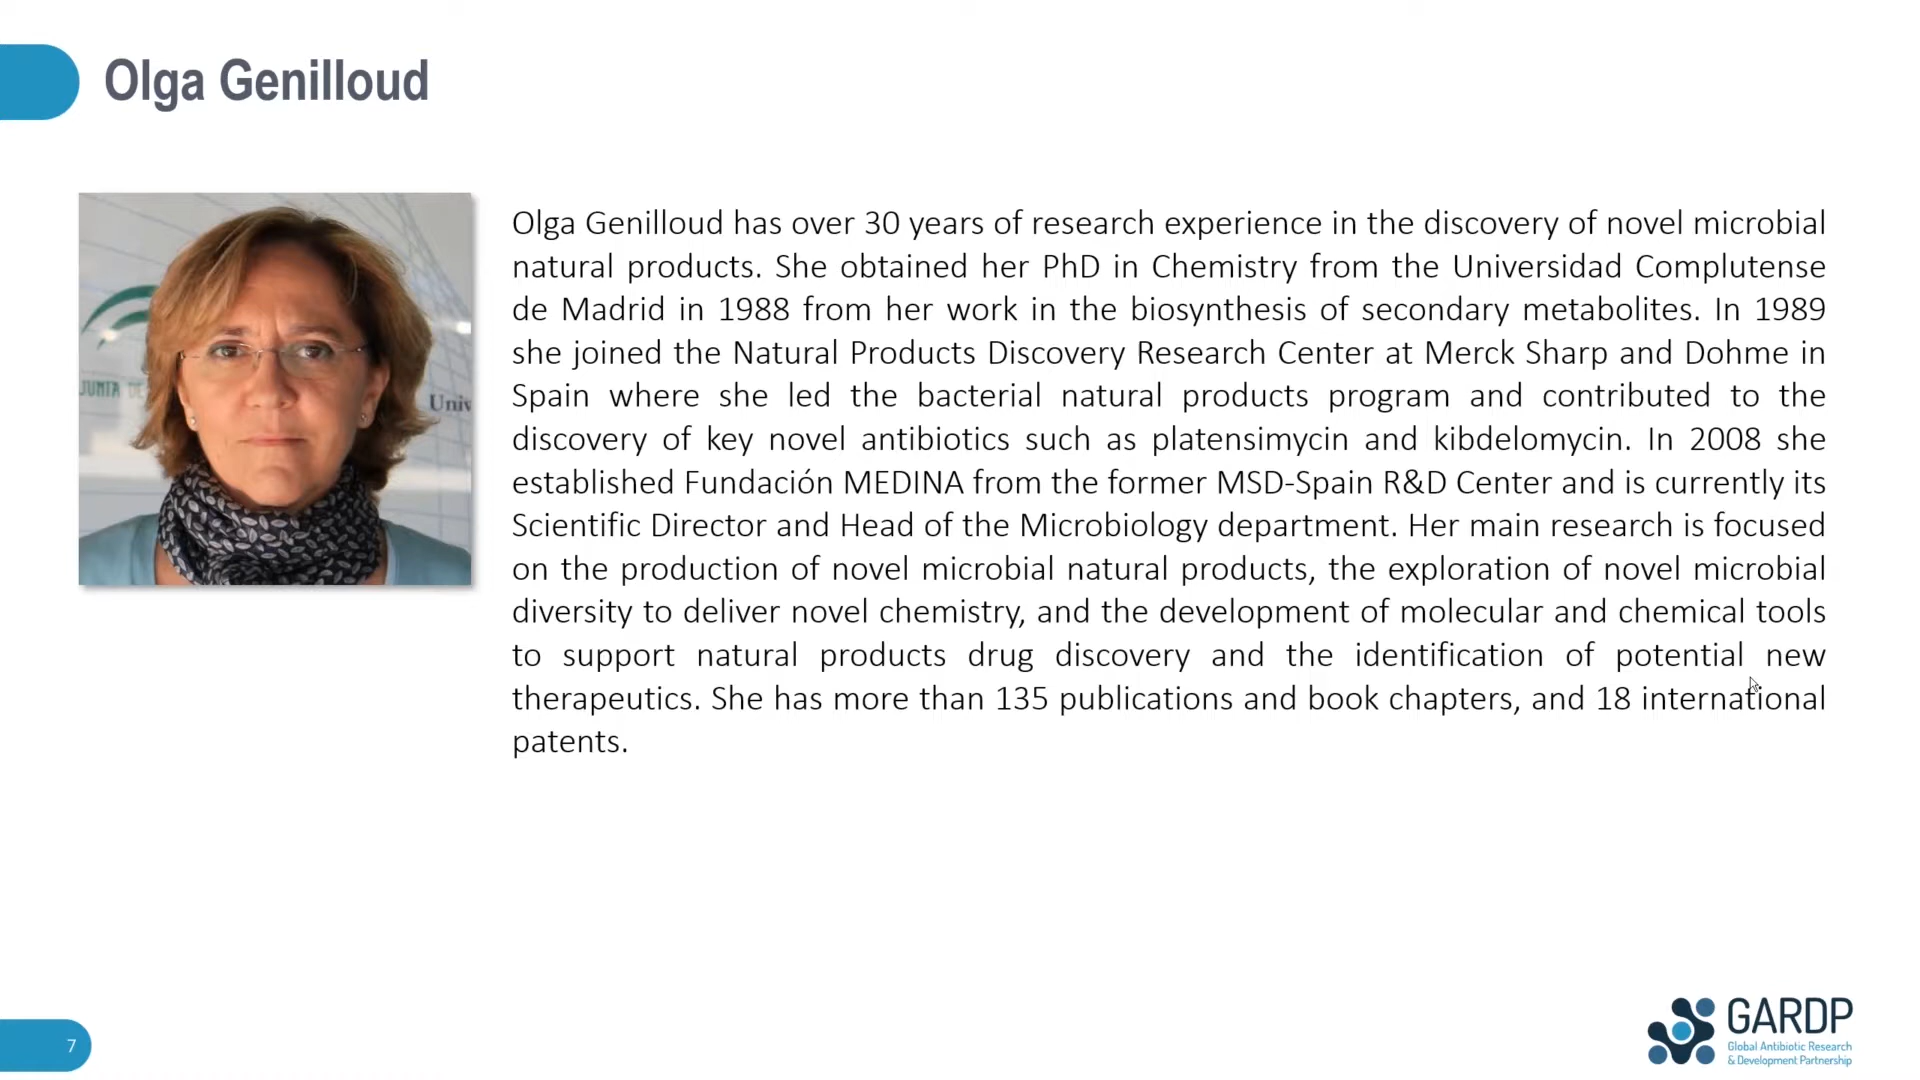 Olga Genilloud
JUNTA DE
Univ
Olga Genilloud has over 30 years of research experience in the discovery of novel microbial
natural products. She obtained her PhD in Chemistry from the Universidad Complutense
de Madrid in 1988 from her work in the biosynthesis of secondary metabolites. In 1989
she joined the Natural Products Discovery Research Center at Merck Sharp and Dohme in
Spain where she led the bacterial natural products program and contributed to the
discovery of key novel antibiotics such as platensimycin and kibdelomycin. In 2008 she
established Fundación MEDINA from the former MSD-Spain R&D Center and is currently its
Scientific Director and Head of the Microbiology department. Her main research is focused
on the production of novel microbial natural products, the exploration of novel microbial
diversity to deliver novel chemistry, and the development of molecular and chemical tools
to support natural products drug discovery and the identification of potential new
therapeutics. She has more than 135 publications and book chapters, and 18 international
patents.
7
GARDP
Global Antibiotic Research
& Development Partnership